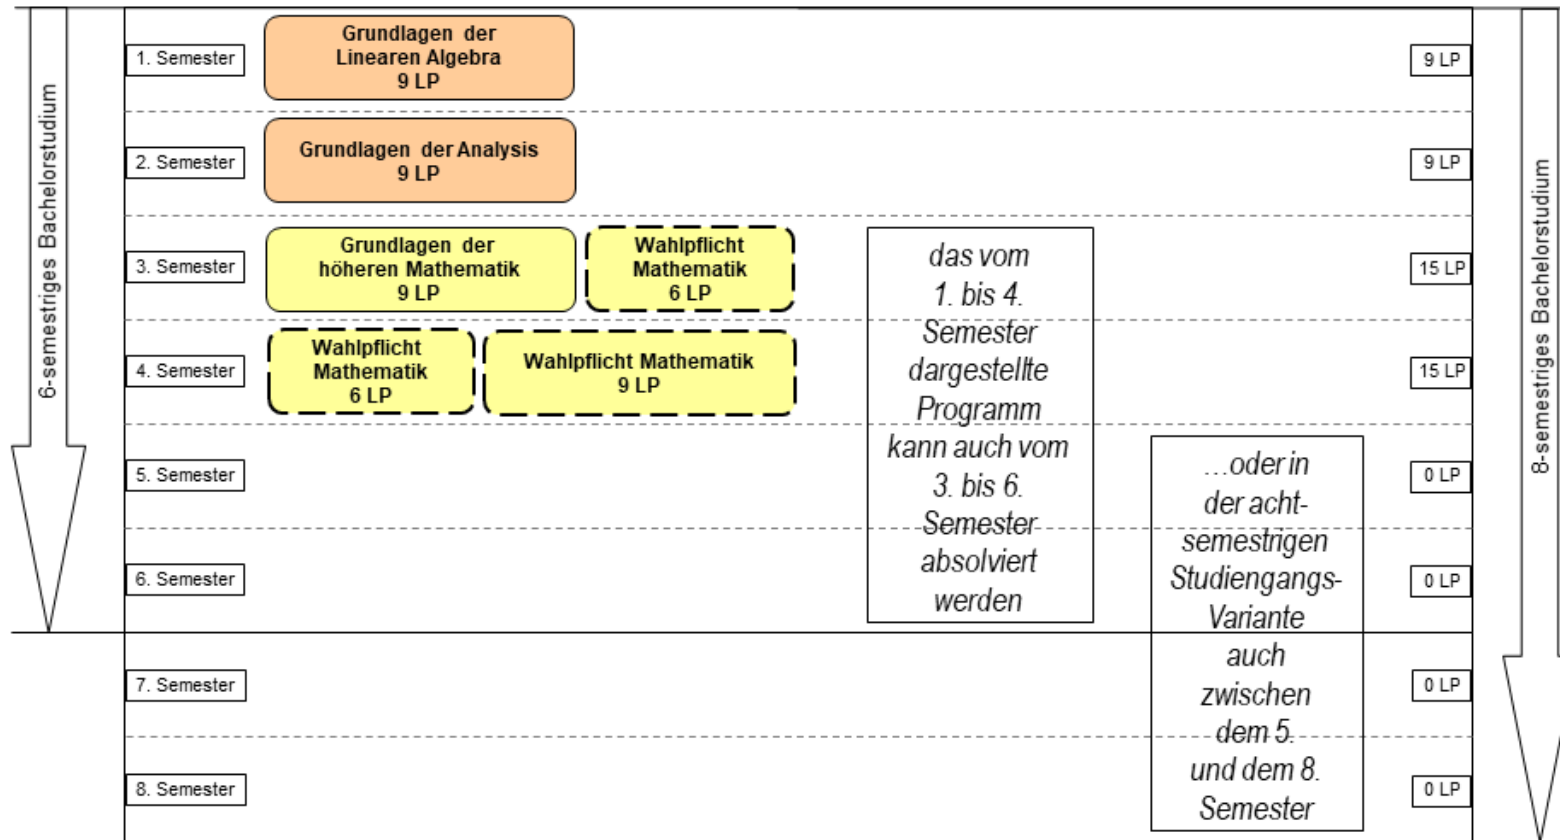 6-semestriges Bachelorstudium
8-semestriges Bachelorstudium
1. Semester
Grundlagen der
Linearen Algebra
9 LP
9 LP
2. Semester
Grundlagen der Analysis
9 LP
9 LP
3. Semester
Grundlagen der
höheren Mathematik
9 LP
Wahlpflicht
Mathematik
6 LP
15 LP
4. Semester
Wahlpflicht
Mathematik
6 LP
Wahlpflicht Mathematik
9 LP
15 LP
das vom
1. bis 4.
Semester
dargestellte
Programm
kann auch vom
3. bis 6.
Semester
absolviert
werden
5. Semester
0 LP
6. Semester
0 LP
...oder in
der acht-
semestrigen
Studiengangs-
Variante
auch
zwischen
dem 5.
und dem 8.
Semester
7. Semester
0 LP
8. Semester
0 LP